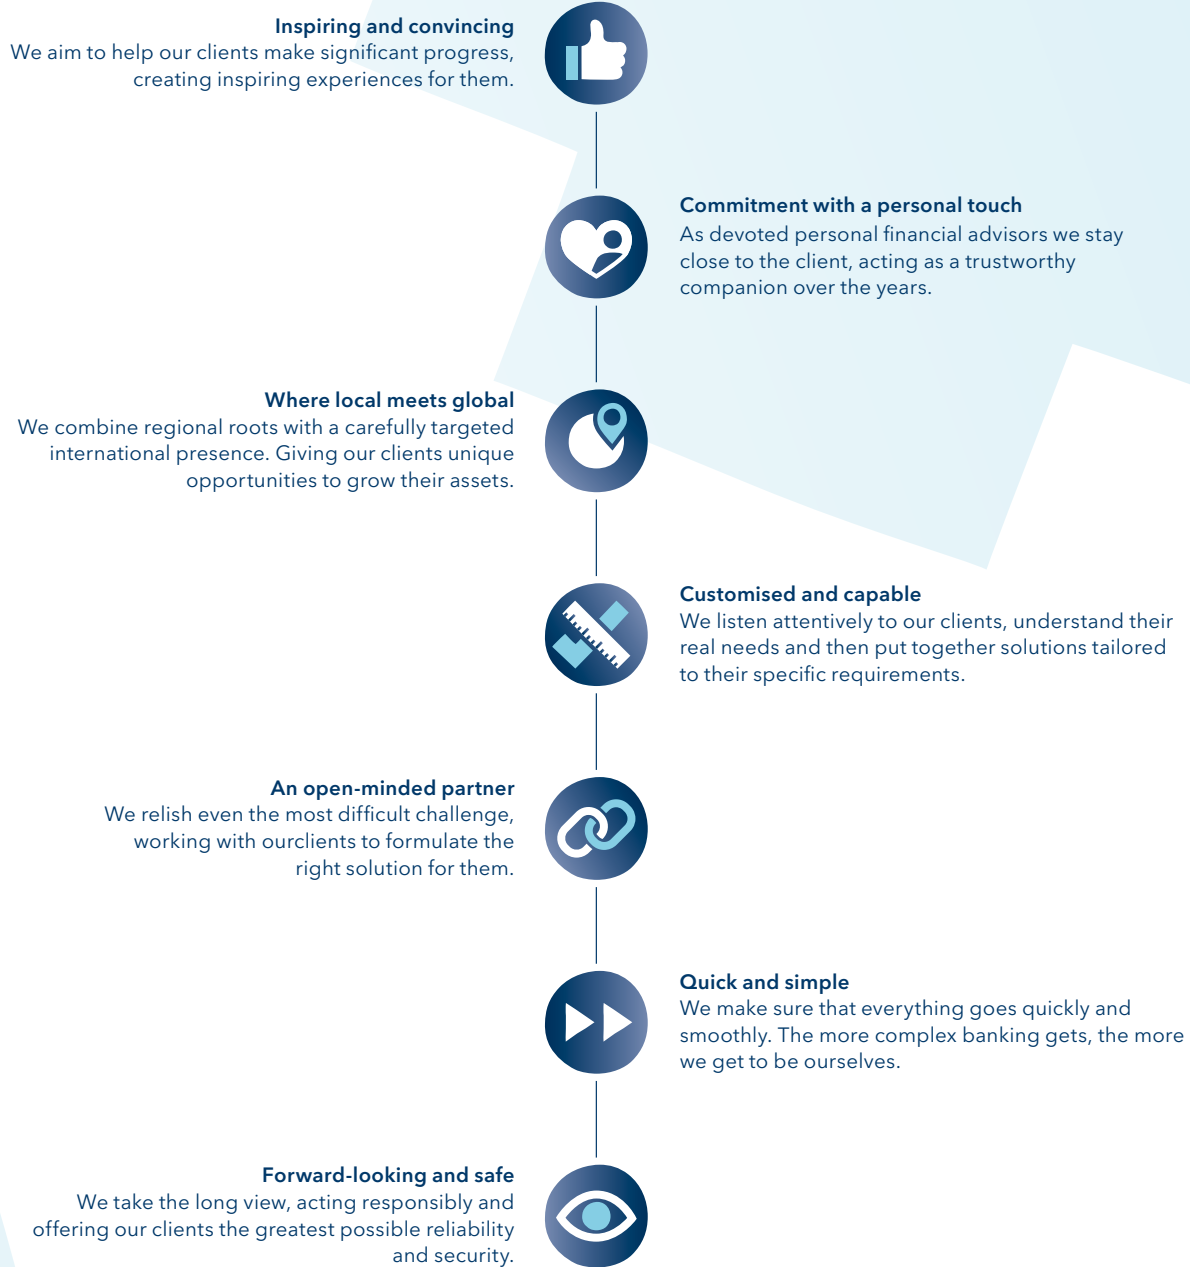 Inspiring and convincing
We aim to help our clients make significant progress,
creating inspiring experiences for them.
Commitment with a personal touch
As devoted personal financial advisors we stay
close to the client, acting as a trustworthy
companion over the years.
Where local meets global
We combine regional roots with a carefully targeted
international presence. Giving our clients unique
opportunities to grow their assets.
Customised and capable
We listen attentively to our clients, understand their
real needs and then put together solutions tailored
to their specific requirements.
An open-minded partner
We relish even the most difficult challenge,
working with ourclients to formulate the
right solution for them.
Quick and simple
We make sure that everything goes quickly and
smoothly. The more complex banking gets, the more
we get to be ourselves.
Forward-looking and safe
We take the long view, acting responsibly and
offering our clients the greatest possible reliability
and security.